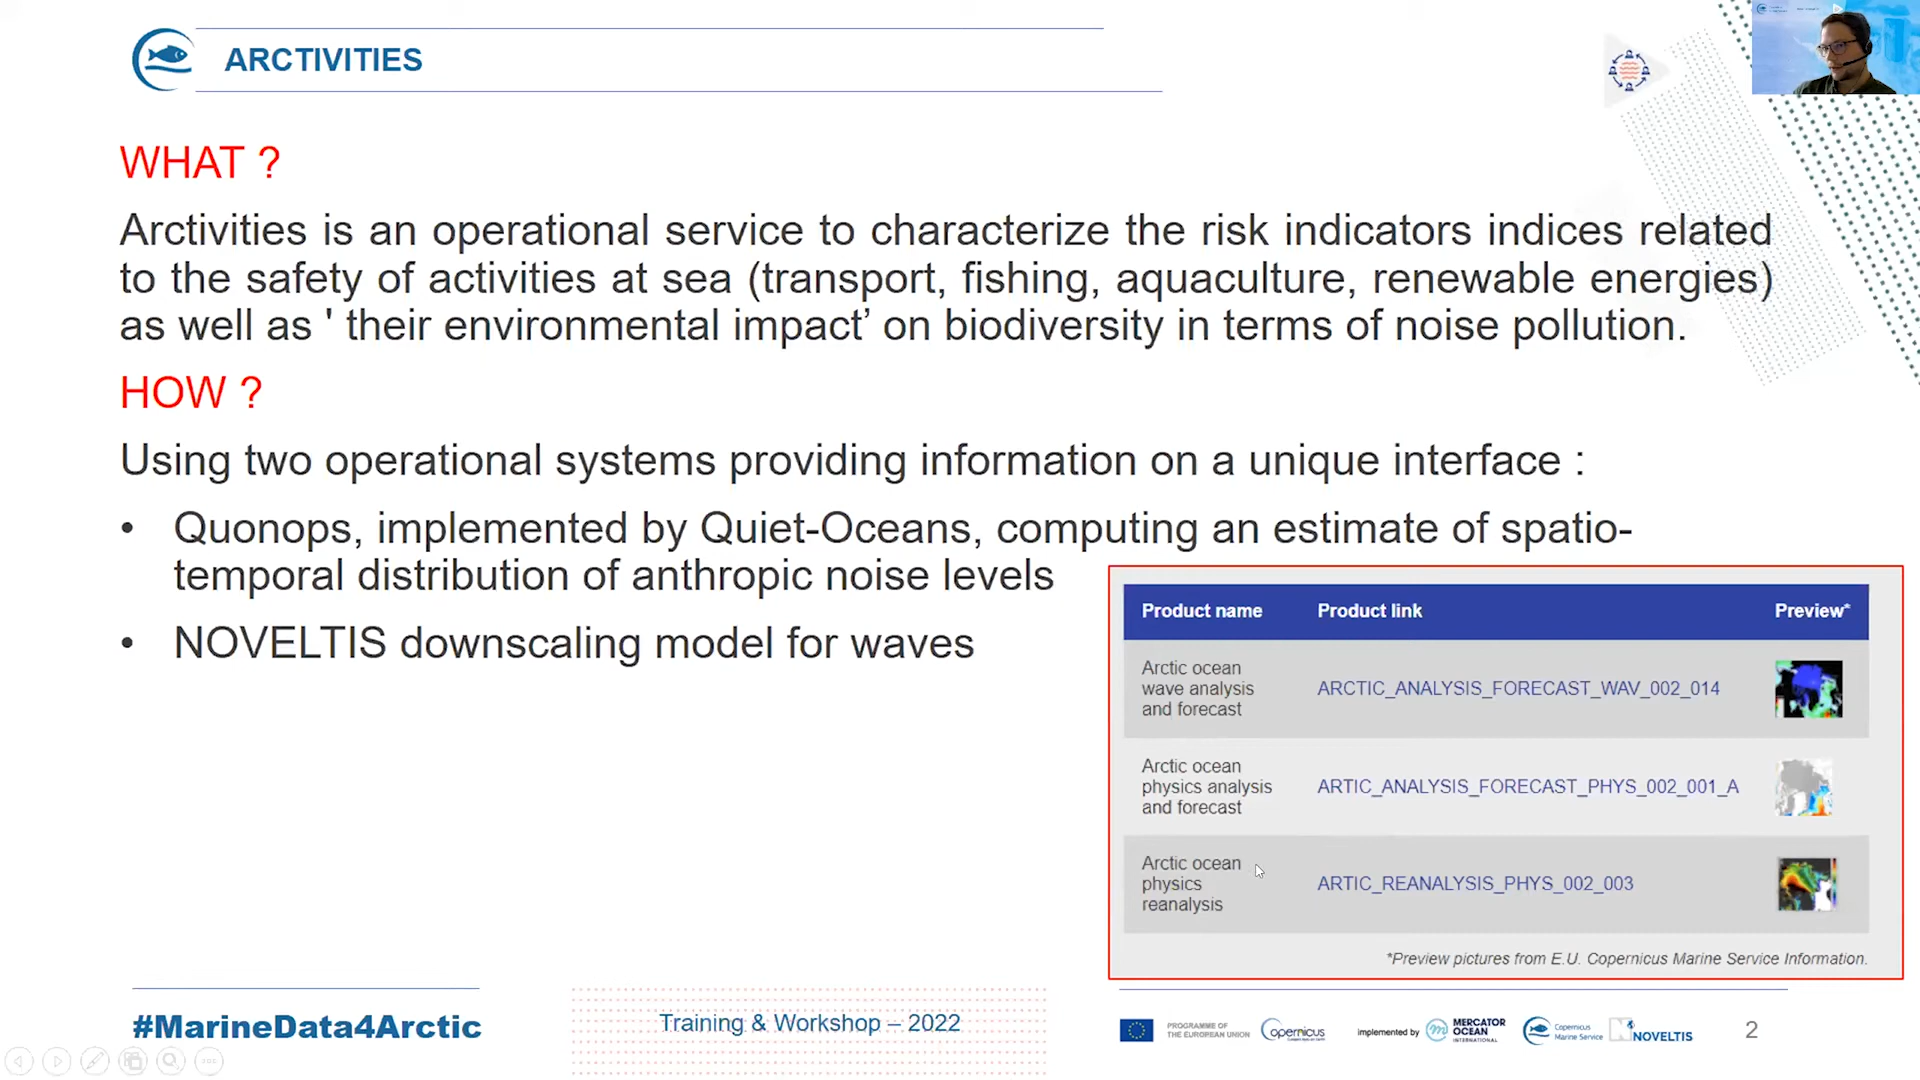 ARCTIVITIES
WHAT ?
Arctivities is an operational service to characterize the risk indicators indices related
to the safety of activities at sea (transport, fishing, aquaculture, renewable energies)
as well as ' their environmental impact’ on biodiversity in terms of noise pollution.
HOW ?
Using two operational systems providing information on a unique interface :
• Quonops, implemented by Quiet-Oceans, computing an estimate of spatio-
temporal distribution of anthropic noise levels
• NOVELTIS downscaling model for waves
Product name Product link Preview*
Arctic ocean
wave analysis
and forecast
ARCTIC_ANALYSIS_FORECAST_WAV_002_014
Arctic ocean
physics analysis
and forecast
ARTIC_ANALYSIS_FORECAST_PHYS_002_001_A
Arctic ocean
physics
reanalysis
ARTIC_REANALYSIS_PHYS_002_003
*Preview pictures from E.U. Copernicus Marine Service Information.
#MarineData4Arctic
Training & Workshop – 2022
PROGRAMME OF
THE EUROPEAN UNION
opernicus
implemented by
MERCATOR
OCEAN
INTERNATIONAL
Copernicus
Marine Service
NOVELTIS
2